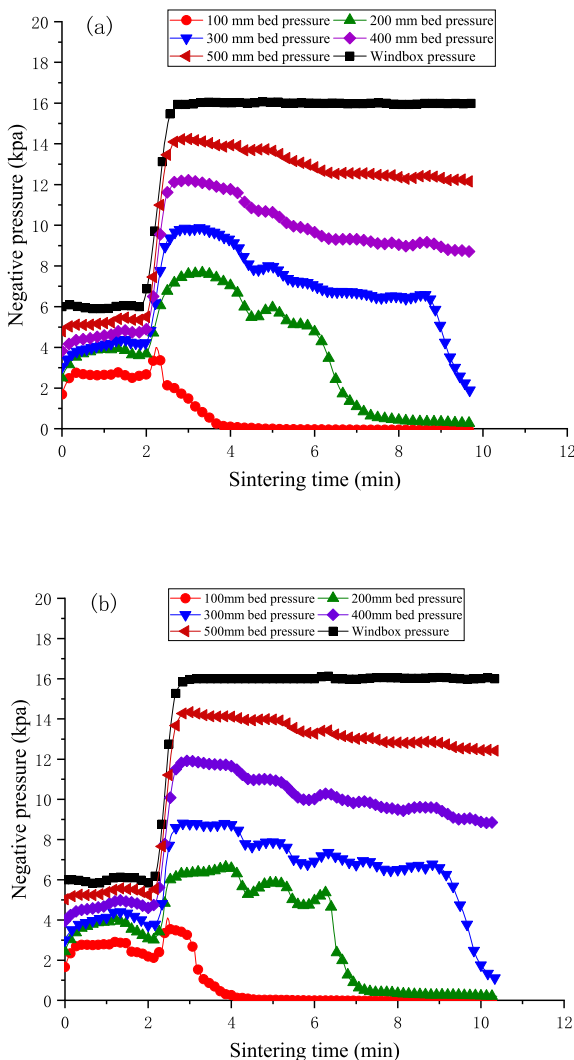 (a)
100 mm bed pressure 200 mm bed pressure
300 mm bed pressure 400 mm bed pressure
500 mm bed pressure Windbox pressure
20
18
16
14
12
10
8
6
4
2
0
Negative pressure (kpa)
0 2 4 6 8 10 12
Sintering time (min)
(b)
100mm bed pressure 200mm bed pressure
300mm bed pressure 400mm bed pressure
500mm bed pressure Windbox pressure
20
18
16
14
12
10
8
6
4
2
0
Negative pressure (kpa)
0 2 4 6 8 10 12
Sintering time (min)